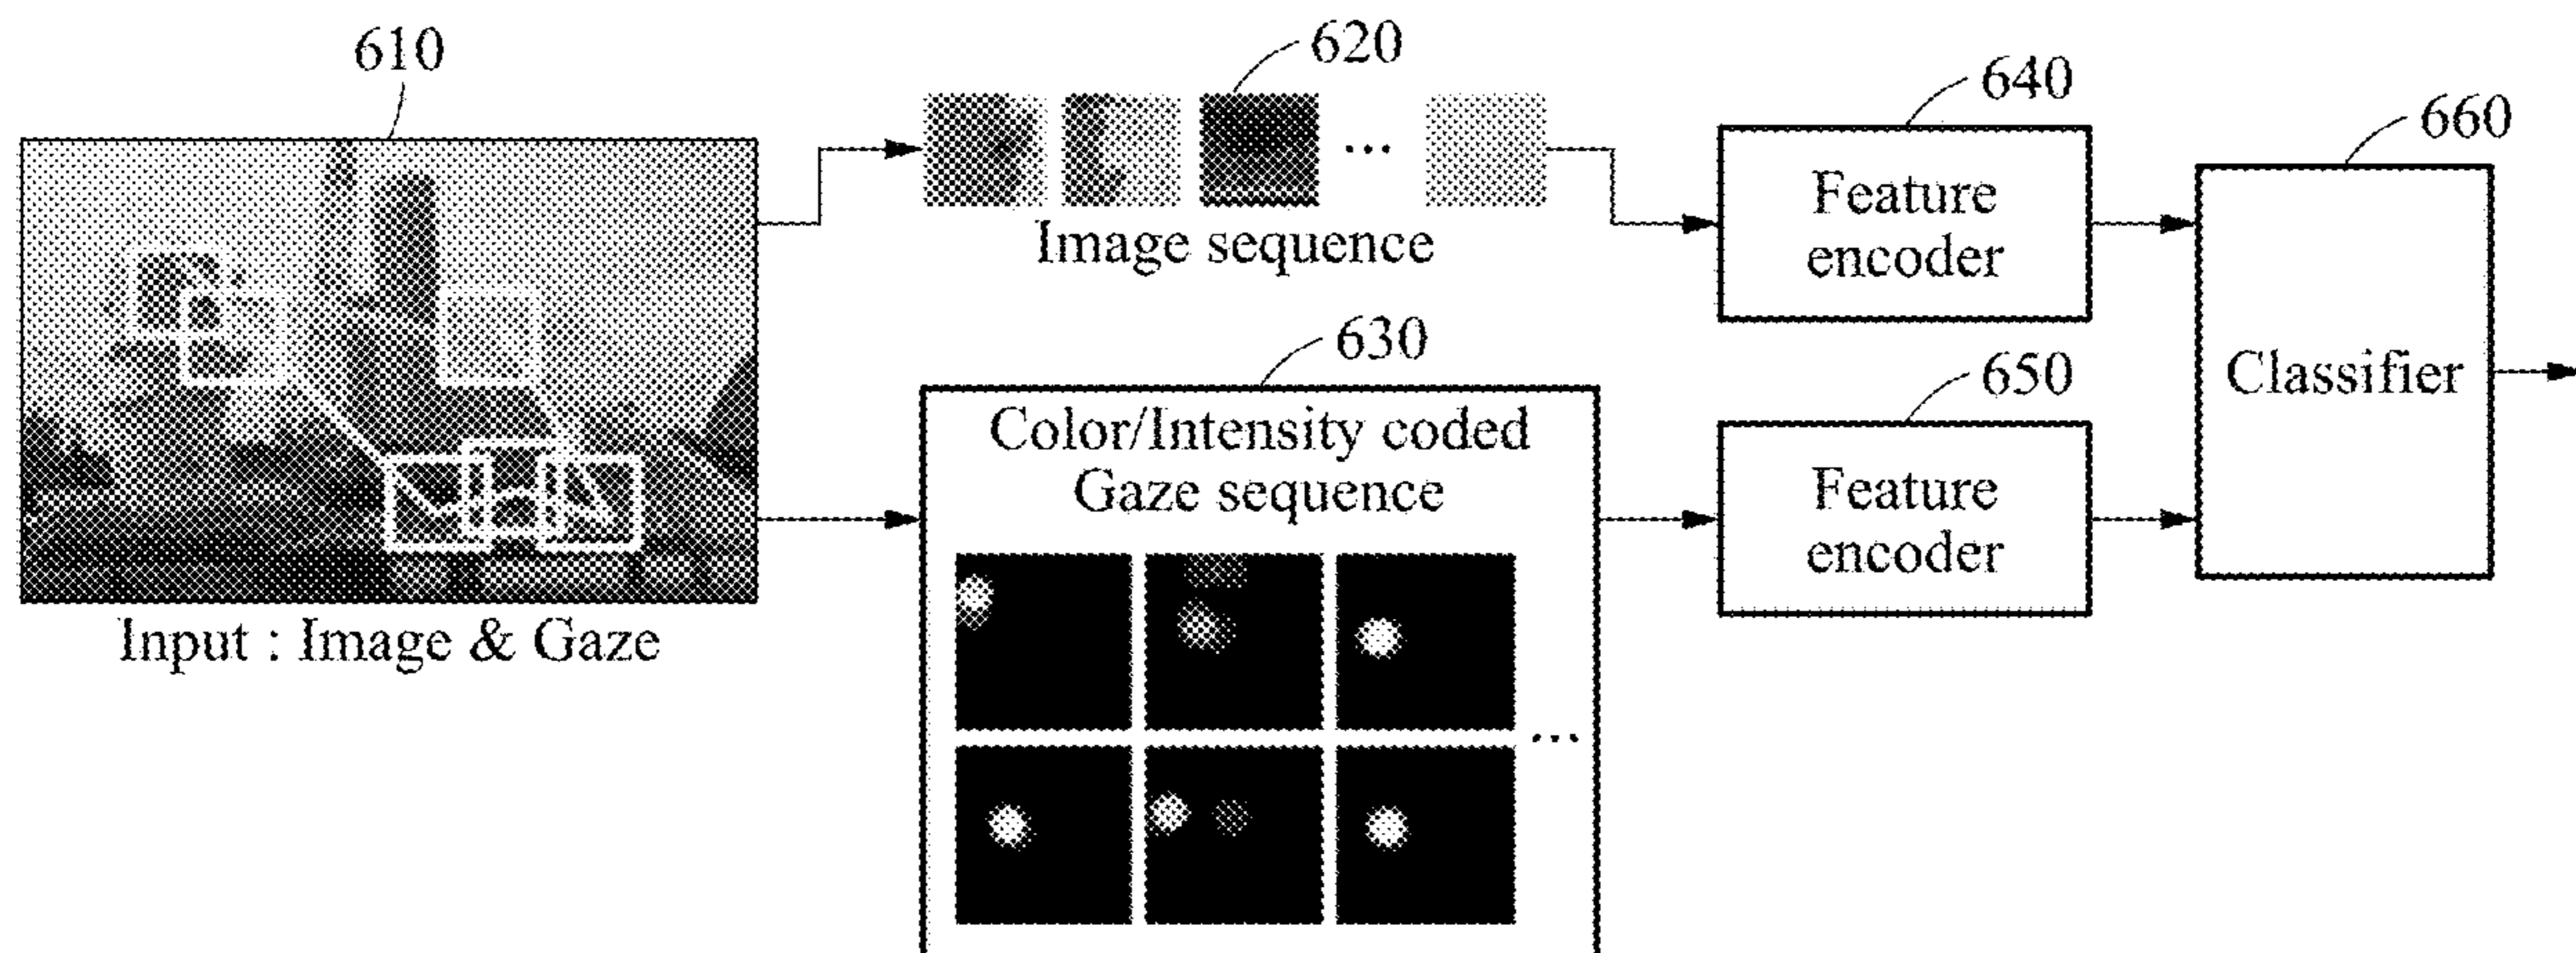 610
620
640
660
Image sequence
Feature
encoder
630
650
Classifier
Color/Intensity coded
Gaze sequence
Feature
encoder
Input : Image & Gaze
...
...